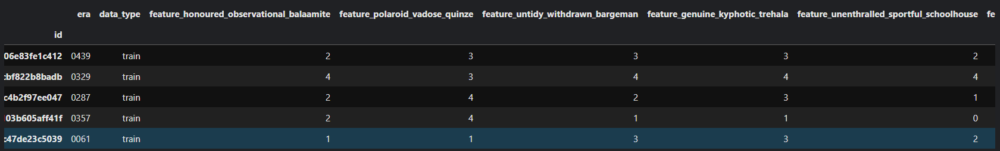 era data_type feature_honoured_observational_balaamite feature_polaroid_vadose_quinze feature_untidy_withdrawn_bargeman feature_genuine_kyphotic_trehala feature_unenthralled_sportful_schoolhouse fe
id
06e83fe1c412 0439 train 2 3 3 3 2
cbf822b8badb 0329 train 4 3 4 4 4
c4b2f97ee047 0287 train 2 4 2 3 1
03b605aff41f 0357 train 2 4 1 1 0
c47de23c5039 0061 train 1 1 3 3 2